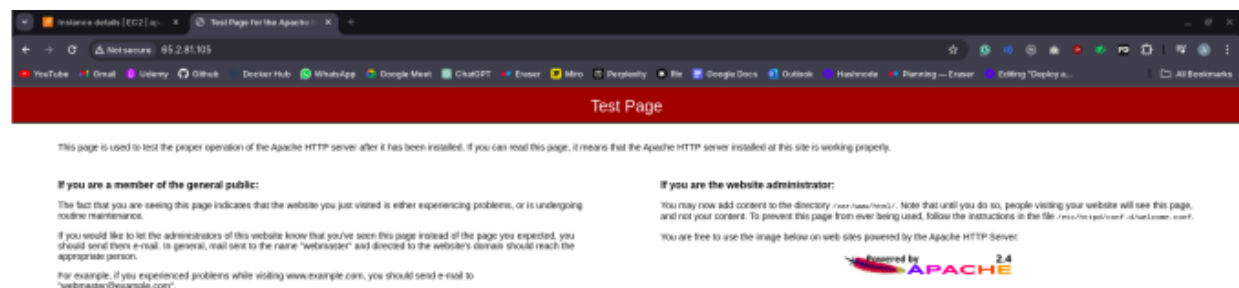 Instance details | EC2 | ap-
Test Page for the Apache
Not secure 65.2.81.105
YouTube Gmail Udemy Github Docker Hub WhatsApp Google Meet ChatGPT Eraser Miro Perplexity Google Docs Outlook Hashnode Planning — Eraser Editing "Deploy a... All Bookmarks
Test Page
This page is used to test the proper operation of the Apache HTTP server after it has been installed. If you can read this page, it means that the Apache HTTP server installed at this site is working properly.
If you are a member of the general public:
The fact that you are seeing this page indicates that the website you just visited is either experiencing problems, or is undergoing
routine maintenance.
If you would like to let the administrators of this website know that you've seen this page instead of the page you expected, you
should send them e-mail. In general, mail sent to the name "webmaster" and directed to the website's domain should reach the
appropriate person.
For example, if you experienced problems while visiting www.example.com, you should send e-mail to
"webmaster@example.com".
If you are the website administrator:
You may now add content to the directory /var/www/html/. Note that until you do so, people visiting your website will see this page,
and not your content. To prevent this page from ever being used, follow the instructions in the file /etc/httpd/conf.d/welcome.conf.
You are free to use the image below on web sites powered by the Apache HTTP Server:
Powered by 2.4
APACHE